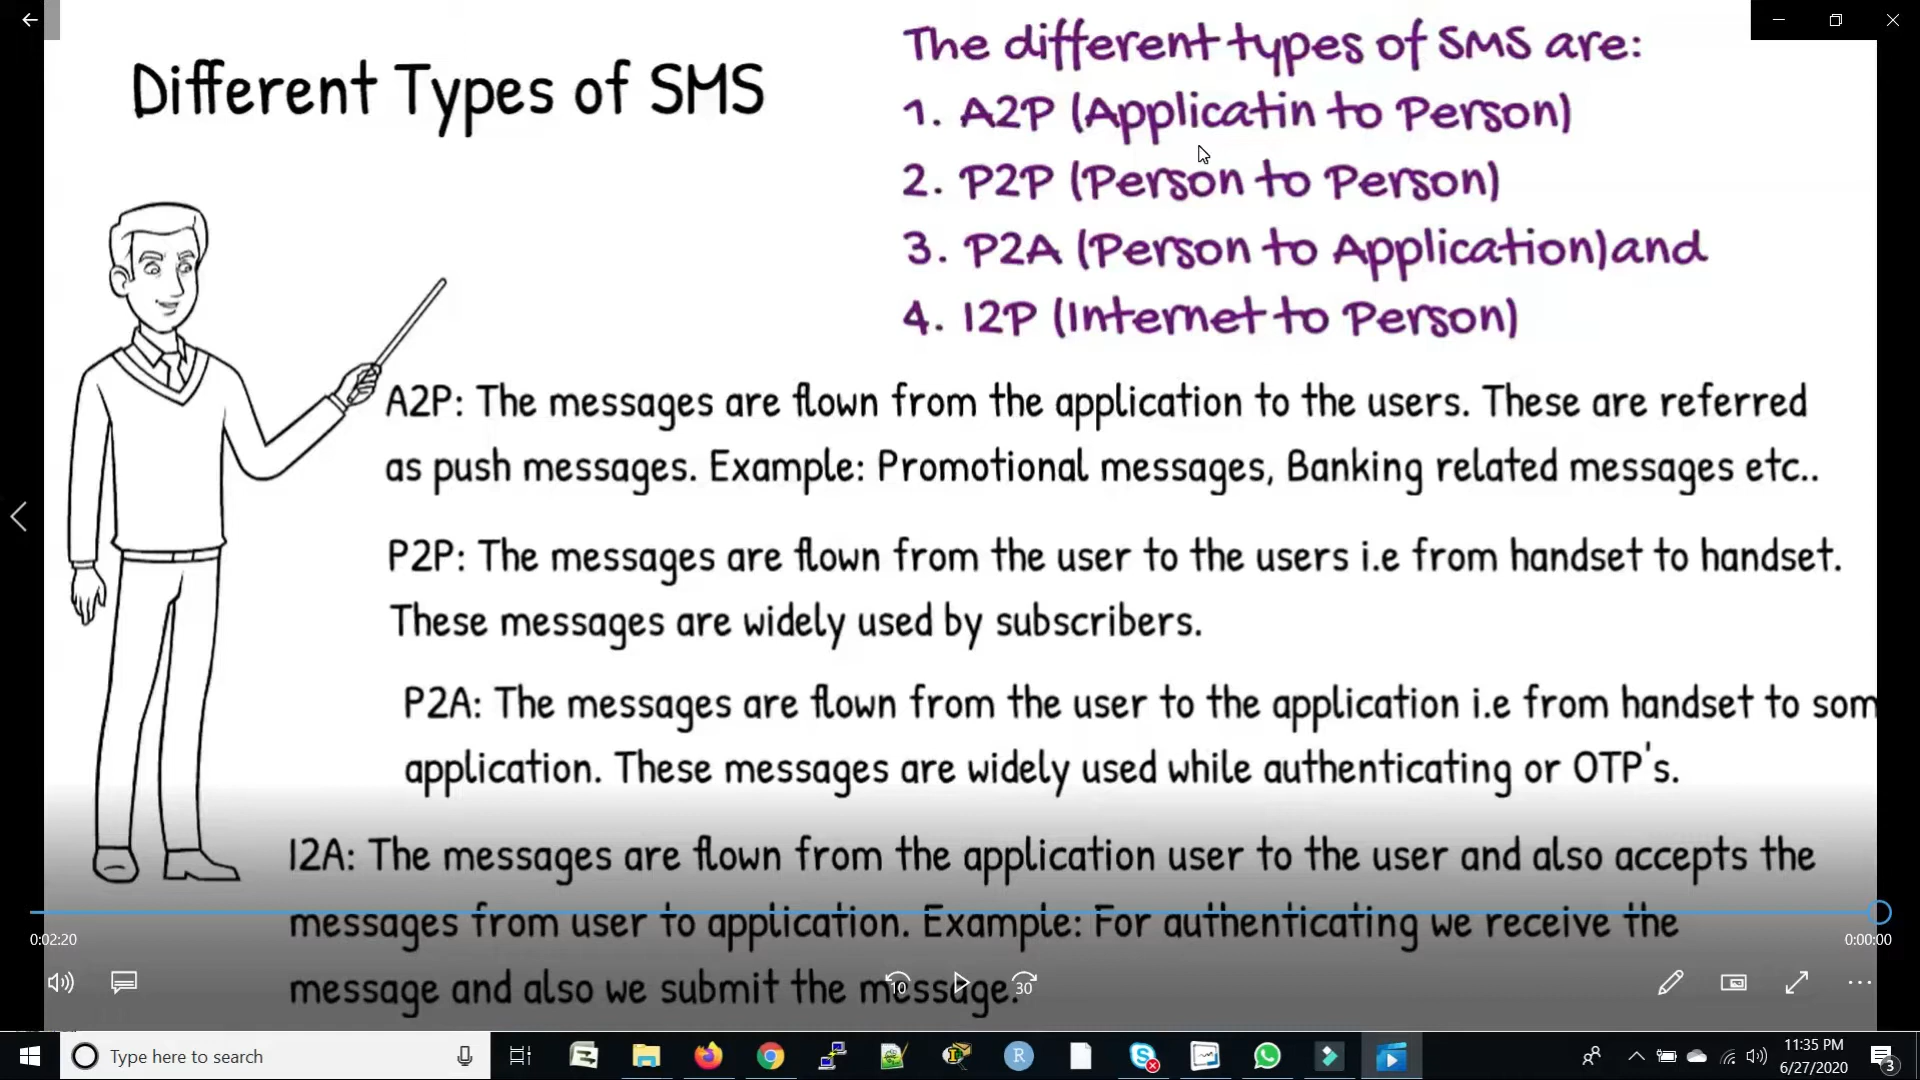 Different Types of SMS
The different types of SMS are:
1. A2P (Applicatin to Person)
2. P2P (Person to Person)
3. P2A (Person to Application)and
4. I2P (Internet to Person)
A2P: The messages are flown from the application to the users. These are referred
as push messages. Example: Promotional messages, Banking related messages etc..
P2P: The messages are flown from the user to the users i.e from handset to handset.
These messages are widely used by subscribers.
P2A: The messages are flown from the user to the application i.e from handset to som
application. These messages are widely used while authenticating or OTP's.
I2A: The messages are flown from the application user to the user and also accepts the
messages from user to application. Example: For authenticating we receive the
message and also we submit the message.
0:02:20
0:00:00
10
30
Type here to search
R
11:35 PM
6/27/2020
3